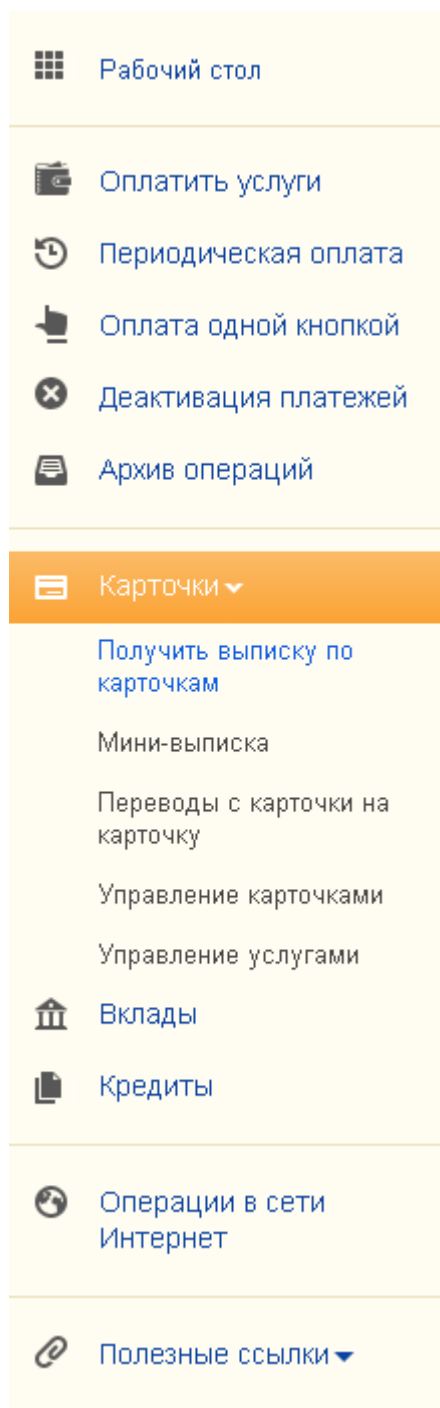 Рабочий стол
Оплатить услуги
Периодическая оплата
Оплата одной кнопкой
Деактивация платежей
Архив операций
Карточки
Получить выписку по
карточкам
Мини-выписка
Переводы с карточки на
карточку
Управление карточками
Управление услугами
Вклады
Кредиты
Операции в сети
Интернет
Полезные ссылки